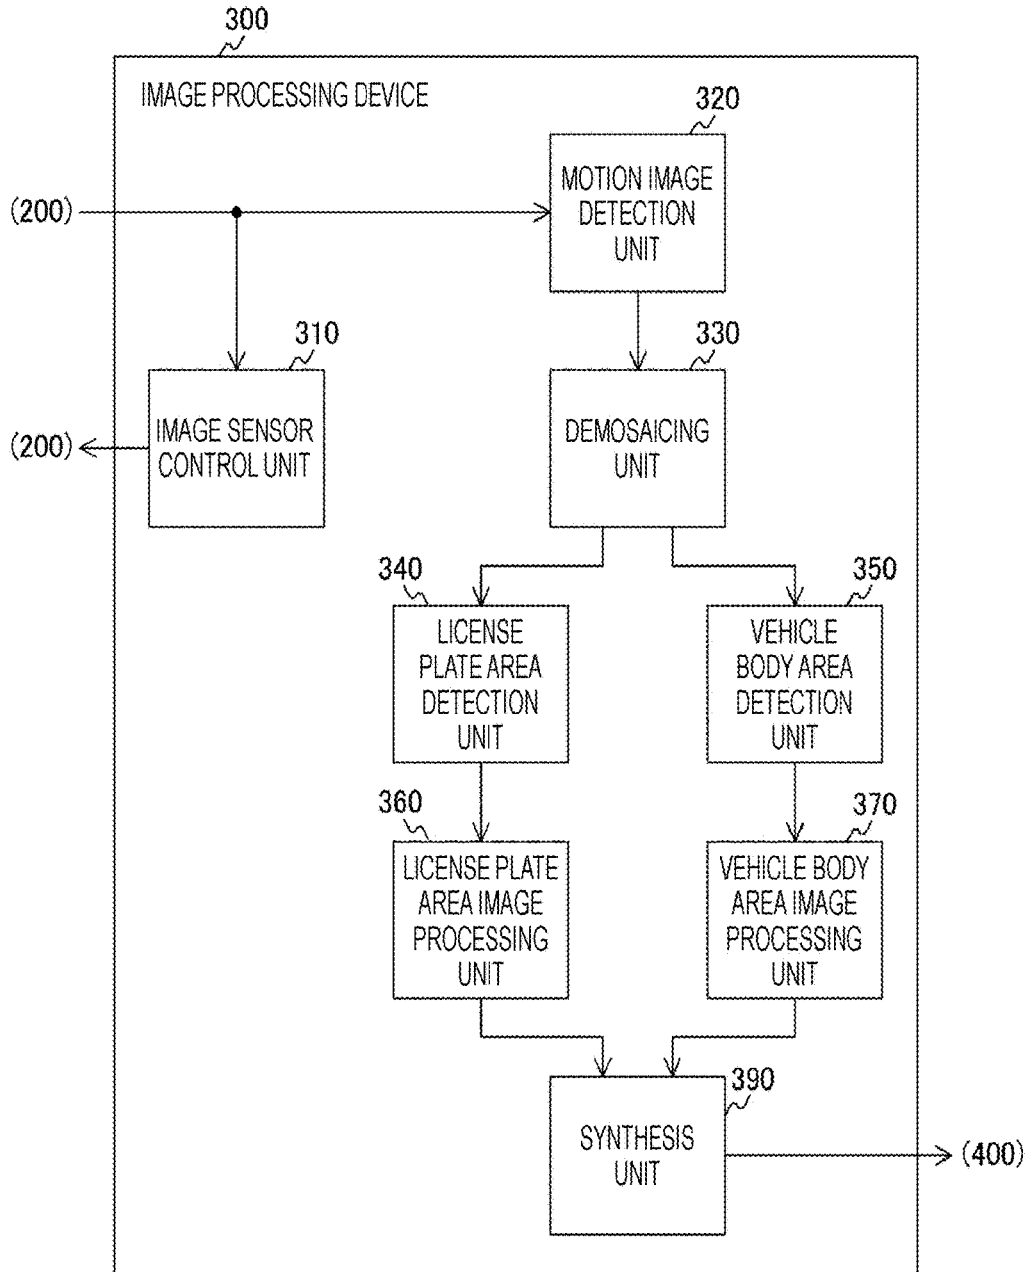 300
IMAGE PROCESSING DEVICE
320
MOTION IMAGE
DETECTION
UNIT
(200)
310
IMAGE SENSOR
CONTROL UNIT
(200)
330
DEMOSAICING
UNIT
340
LICENSE
PLATE AREA
DETECTION
UNIT
350
VEHICLE
BODY AREA
DETECTION
UNIT
360
LICENSE PLATE
AREA IMAGE
PROCESSING
UNIT
370
VEHICLE BODY
AREA IMAGE
PROCESSING
UNIT
390
SYNTHESIS
UNIT
(400)